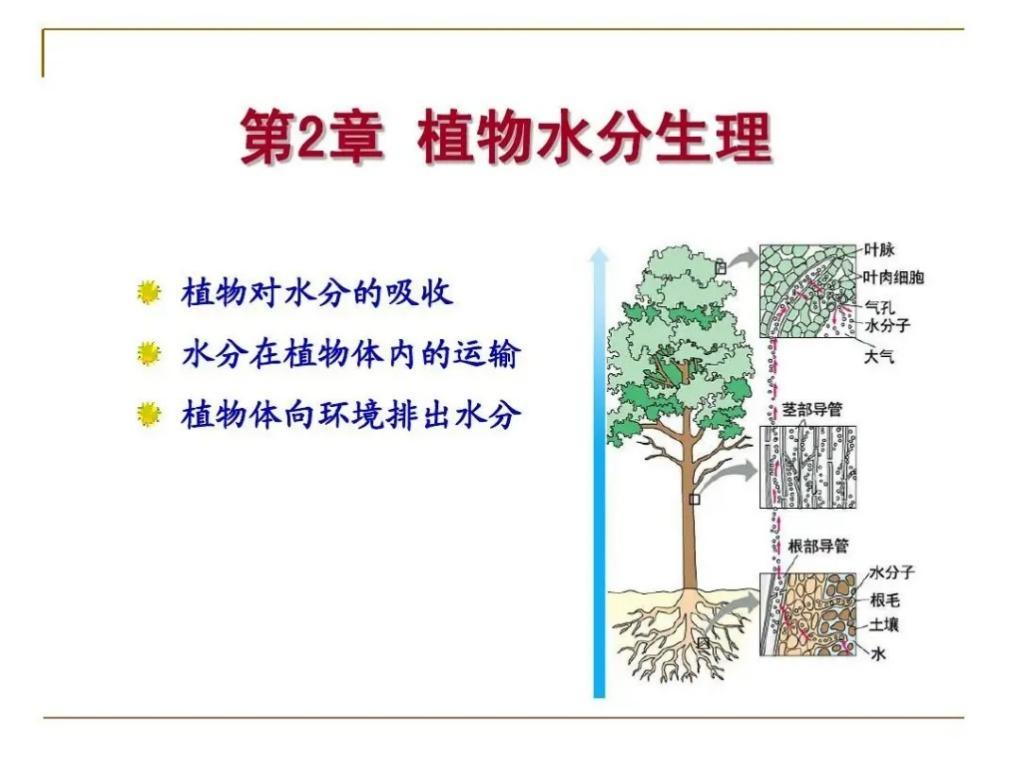 第2章 植物水分生理
植物对水分的吸收
水分在植物体内的运输
植物体向环境排出水分
叶脉
叶肉细胞
气孔
水分子
大气
茎部导管
根部导管
水分子
根毛
土壤
水